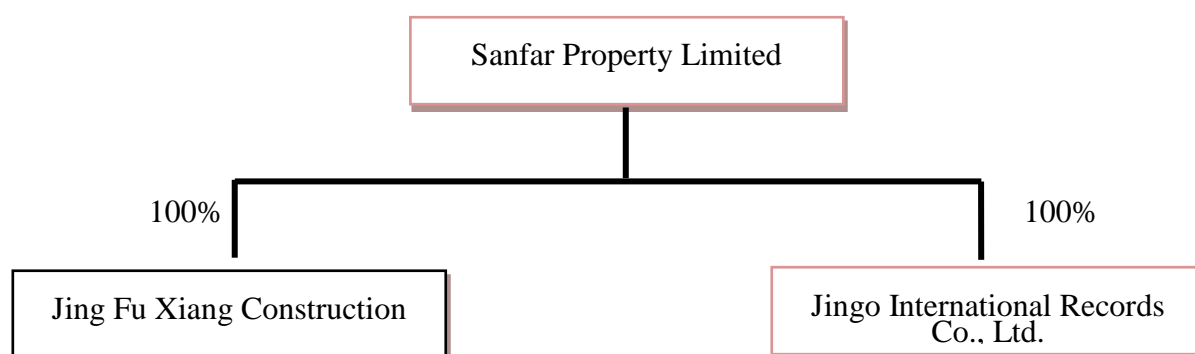 Sanfar Property Limited
100%
100%
Jing Fu Xiang Construction
Jingo International Records
Co., Ltd.